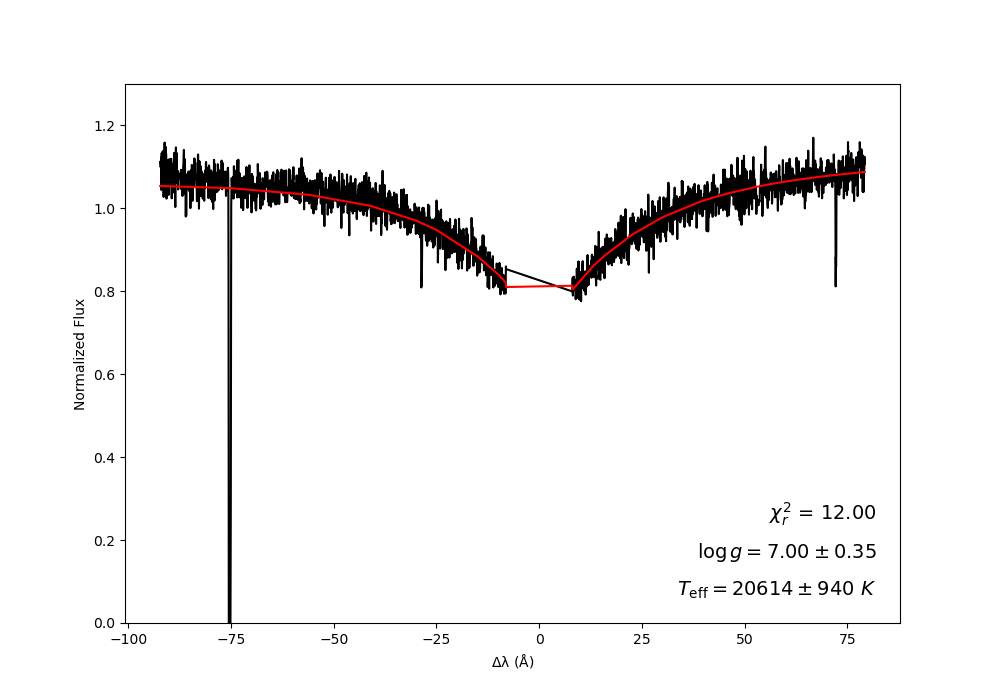 1.2
1.0
0.8
0.6
0.4
0.2
0.0
Normalized Flux
χ²ᵣ = 12.00
log g = 7.00 ± 0.35
T_eff = 20614 ± 940 K
−100 −75 −50 −25 0 25 50 75
Δλ (Å)